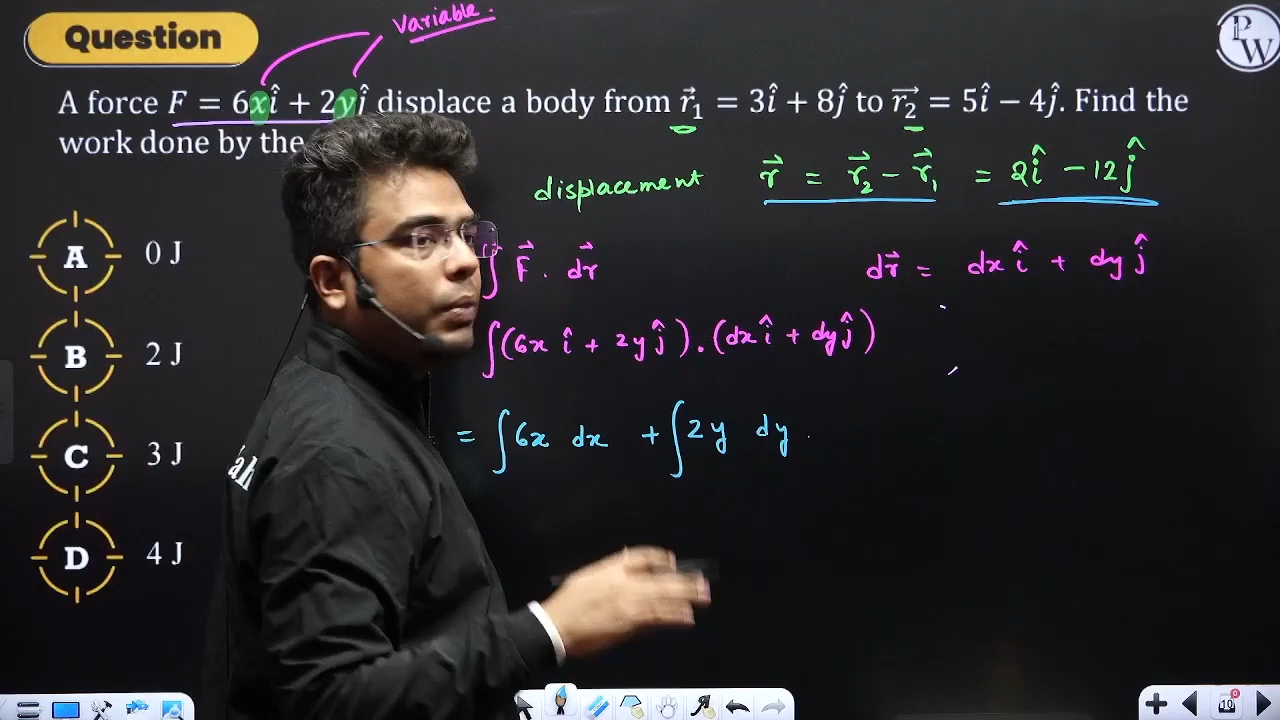 Question
Variable.
A force F = 6xî + 2yĵ displace a body from r⃗₁ = 3î + 8ĵ to r⃗₂ = 5î − 4ĵ. Find the
work done by the
displacement r⃗ = r⃗₂ − r⃗₁ = 2î − 12ĵ
A 0 J
∫ F⃗ . dr⃗ dr⃗ = dx î + dy ĵ
B 2 J
∫(6x î + 2y ĵ) . (dx î + dy ĵ)
C 3 J
= ∫6x dx + ∫2y dy
D 4 J
PW
10